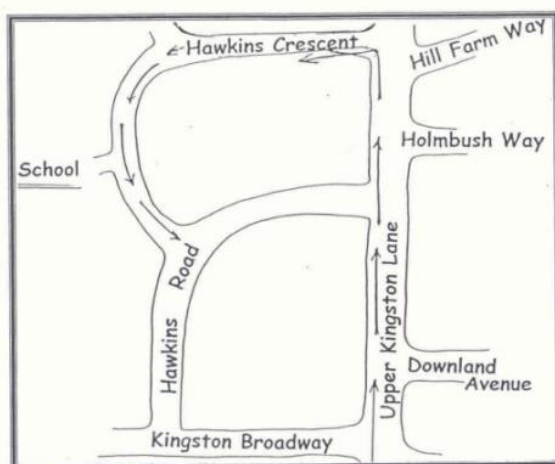 Hawkins Crescent
Hill Farm Way
Holmbush Way
School
Hawkins Road
Upper Kingston Lane
Downland
Avenue
Kingston Broadway